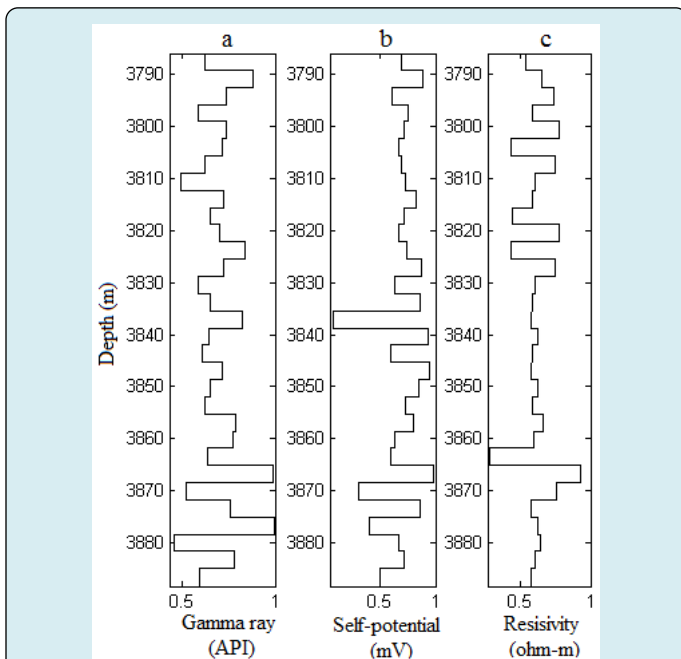 a b c
3790 3790 3790
3800 3800 3800
3810 3810 3810
3820 3820 3820
Depth (m)
3830 3830 3830
3840 3840 3840
3850 3850 3850
3860 3860 3860
3870 3870 3870
3880 3880 3880
0.5 1 0.5 1 0.5 1
Gamma ray Self-potential Resisivity
(API) (mV) (ohm-m)